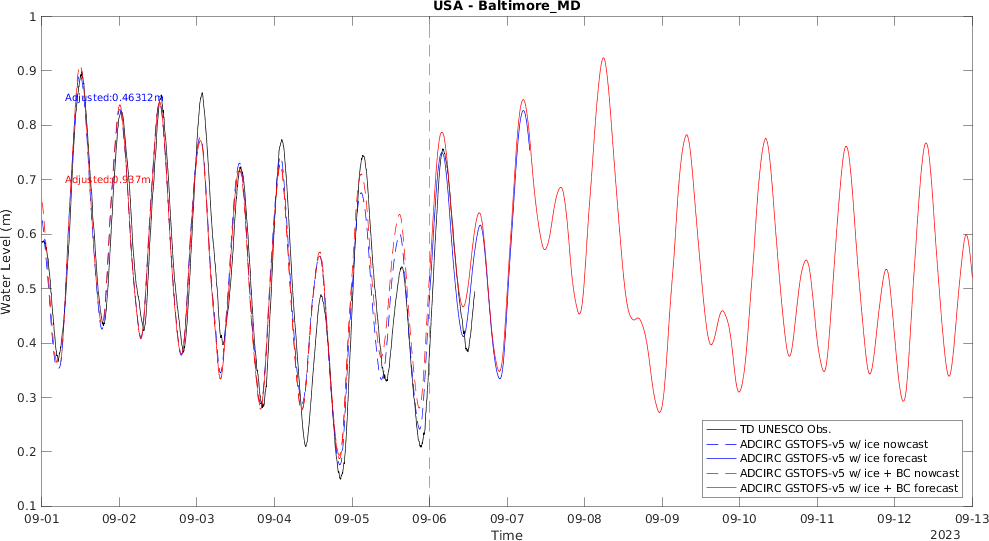 USA - Baltimore_MD
1
0.9
0.8
0.7
0.6
0.5
0.4
0.3
0.2
0.1
Water Level (m)
Adjusted:0.46312m
Adjusted:0.937m
TD UNESCO Obs.
ADCIRC GSTOFS-v5 w/ ice nowcast
ADCIRC GSTOFS-v5 w/ ice forecast
ADCIRC GSTOFS-v5 w/ ice + BC nowcast
ADCIRC GSTOFS-v5 w/ ice + BC forecast
09-01 09-02 09-03 09-04 09-05 09-06 09-07 09-08 09-09 09-10 09-11 09-12 09-13
Time
2023